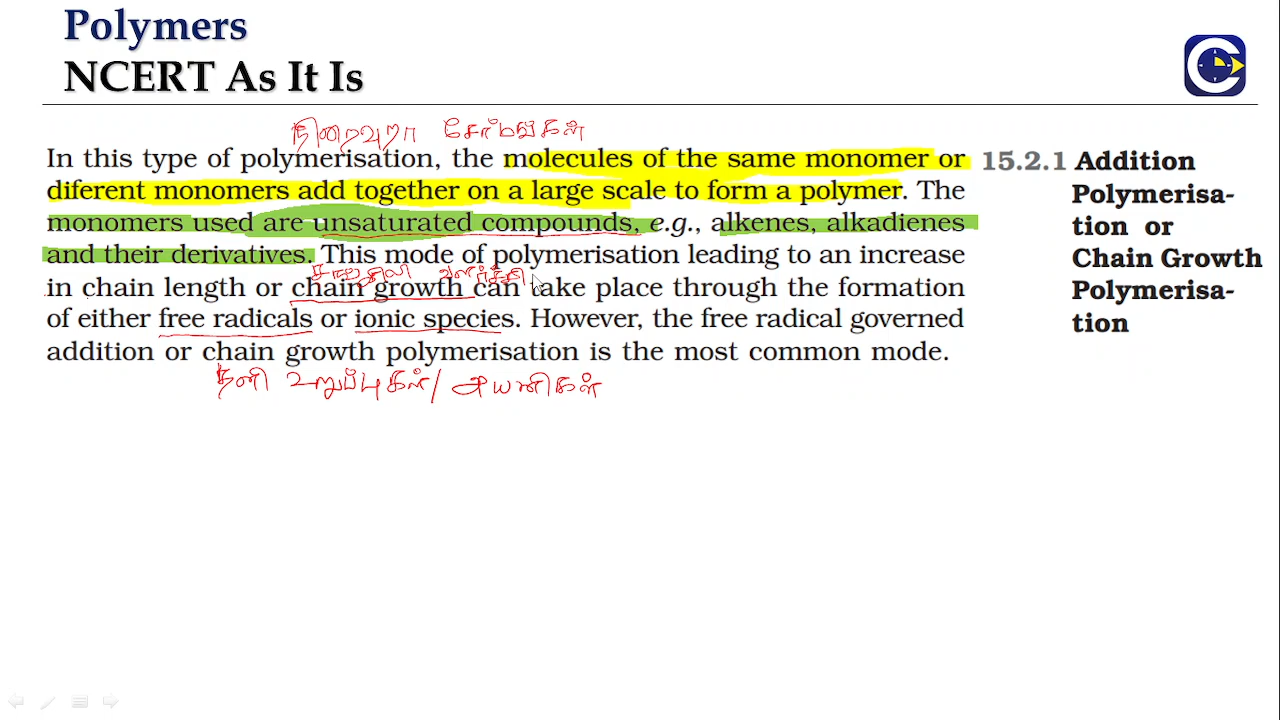 Polymers
NCERT As It Is
நிறைவுறா சேர்மங்கள்
In this type of polymerisation, the molecules of the same monomer or
diferent monomers add together on a large scale to form a polymer. The
monomers used are unsaturated compounds, e.g., alkenes, alkadienes
and their derivatives. This mode of polymerisation leading to an increase
சங்கிலி வளர்ச்சி
in chain length or chain growth can take place through the formation
of either free radicals or ionic species. However, the free radical governed
addition or chain growth polymerisation is the most common mode.
தனி உறுப்புகள்/ அயனிகள்
15.2.1 Addition
Polymerisa-
tion or
Chain Growth
Polymerisa-
tion